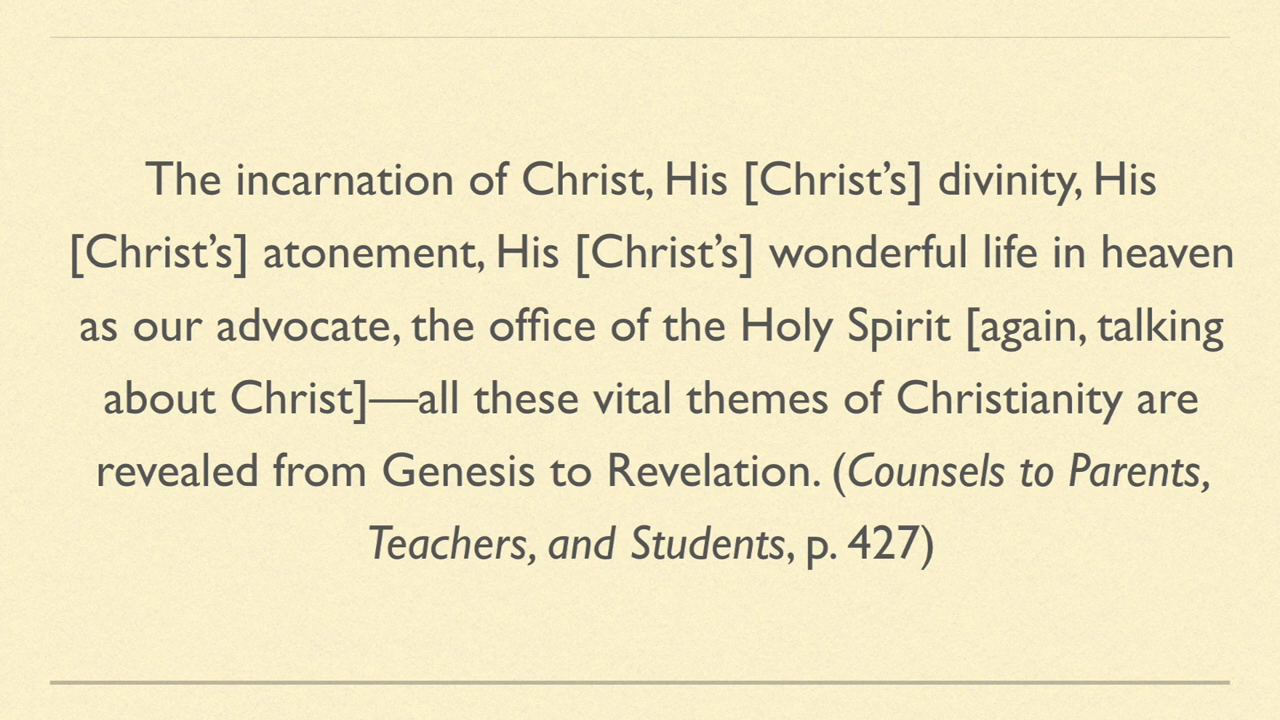 The incarnation of Christ, His [Christ’s] divinity, His
[Christ’s] atonement, His [Christ’s] wonderful life in heaven
as our advocate, the office of the Holy Spirit [again, talking
about Christ]—all these vital themes of Christianity are
revealed from Genesis to Revelation. (Counsels to Parents,
Teachers, and Students, p. 427)